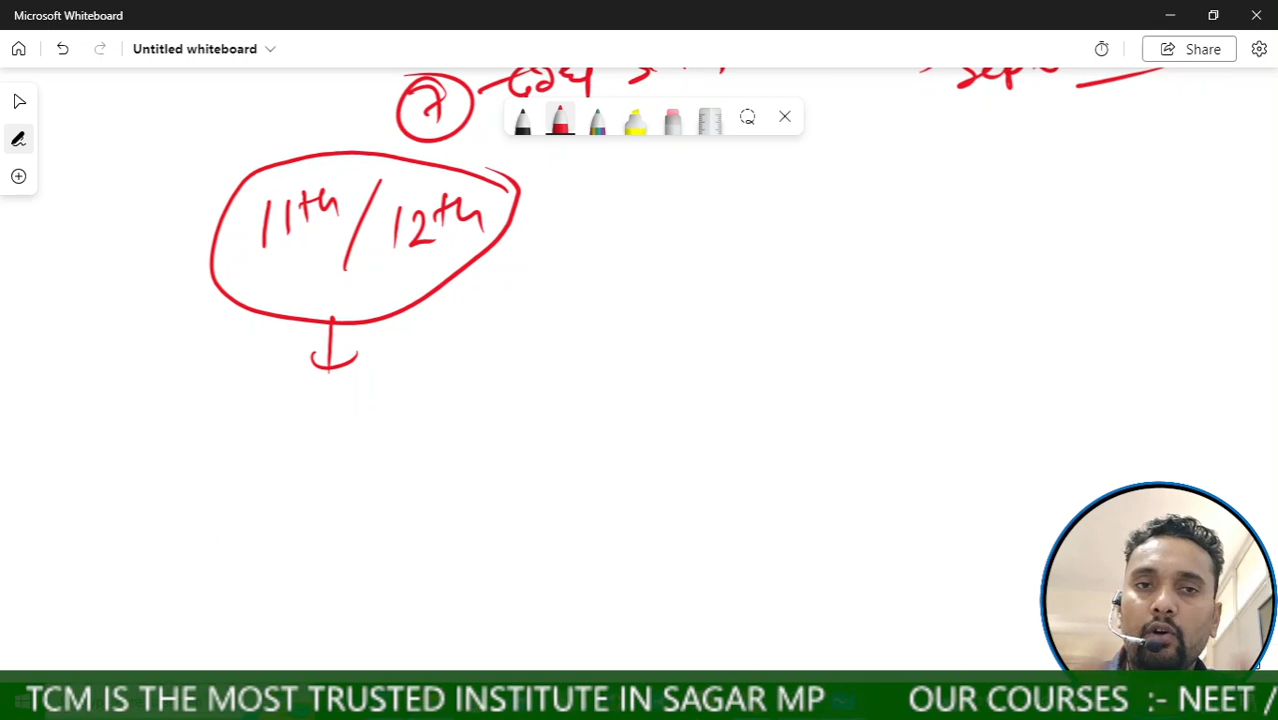 Microsoft Whiteboard
Untitled whiteboard
Share
7
11th / 12th
TCM IS THE MOST TRUSTED INSTITUTE IN SAGAR MP OUR COURSES :- NEET /